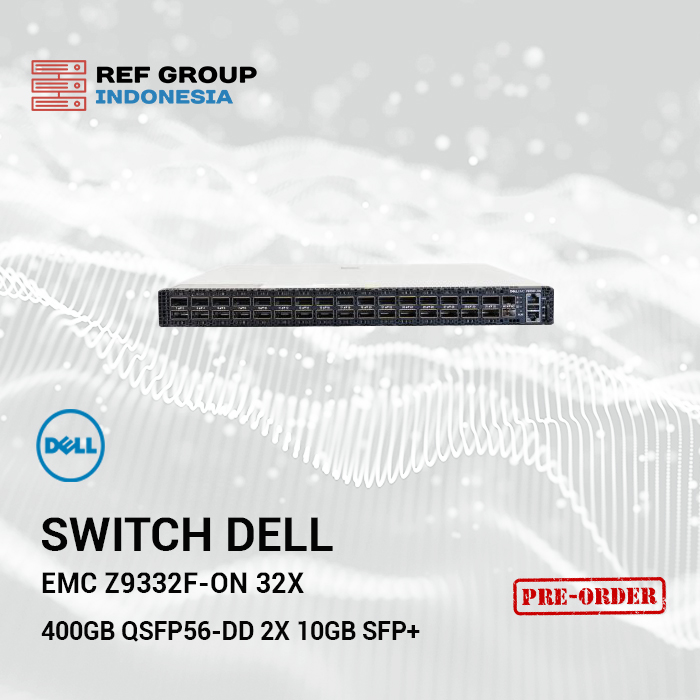 REF GROUP
INDONESIA
DELL
SWITCH DELL
EMC Z9332F-ON 32X
PRE-ORDER
400GB QSFP56-DD 2X 10GB SFP+